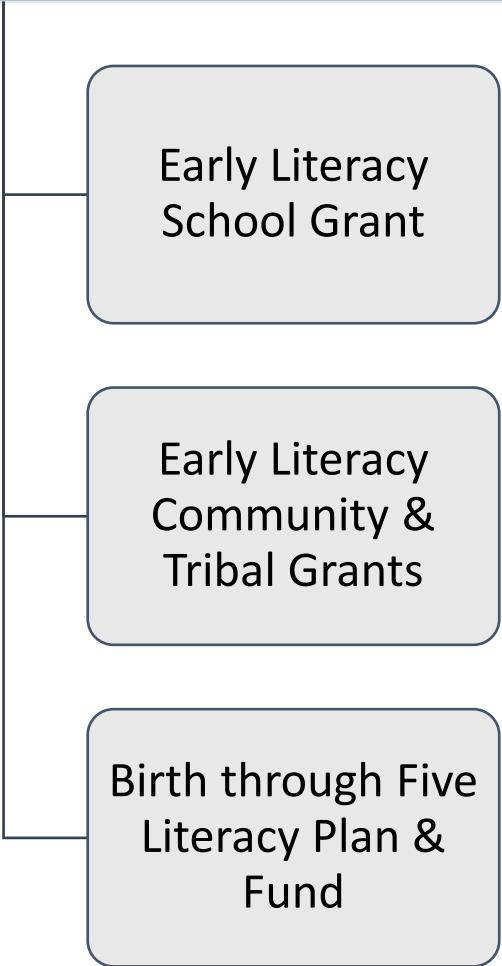 Early Literacy
School Grant
Early Literacy
Community &
Tribal Grants
Birth through Five
Literacy Plan &
Fund